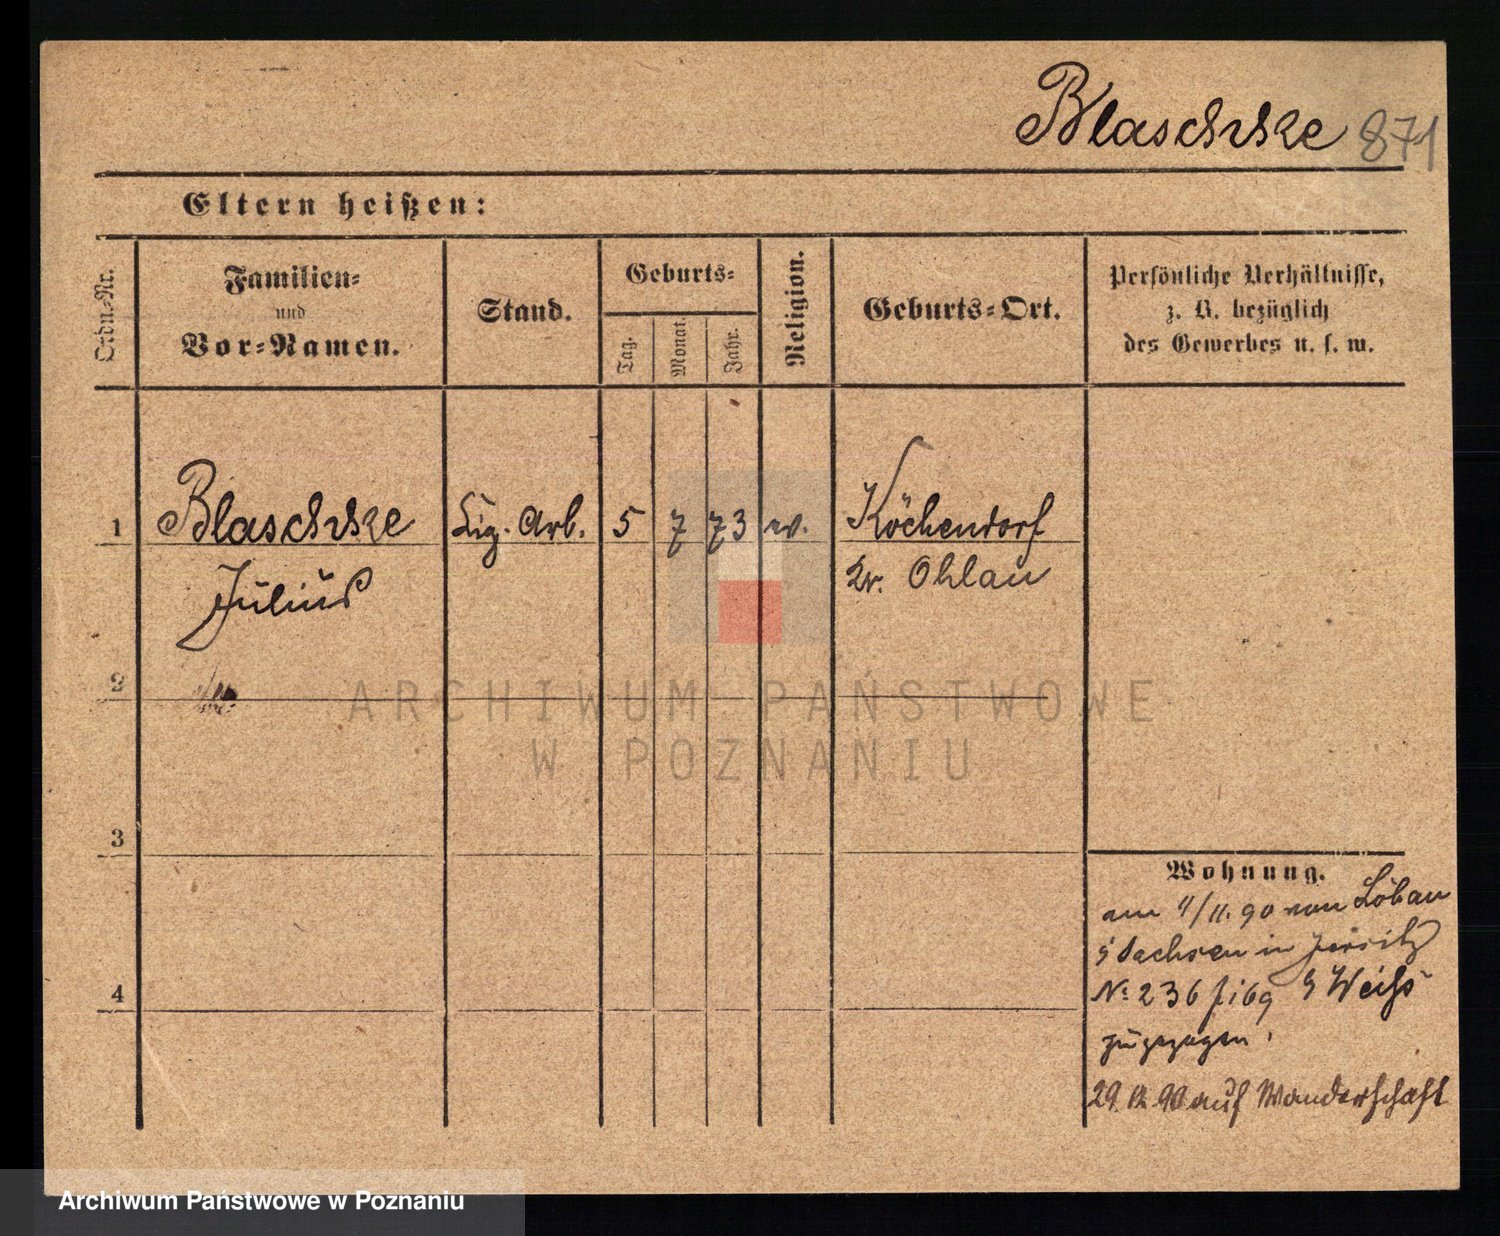 Blaschke 871
Eltern heißen:
Ordn.-Nr.
Familien-
und
Vor-Namen.
Stand.
Geburts-
Tag.
Monat.
Jahr.
Religion.
Geburts-Ort.
Persönliche Verhältnisse,
z. B. bezüglich
des Gewerbes u. s. w.
1 Blaschke Zig. Arb. 5 7 73 ev. Köchendorf
Julius Kr. Ohlau
2
3
4
Wohnung.
am 4/11. 90 von Löbau
Sachsen in Jersitz
No 236 Weiß
zugezogen.
29.12.90 auf Wanderschaft
ARCHIWUM PAŃSTWOWE
W POZNANIU
Archiwum Państwowe w Poznaniu